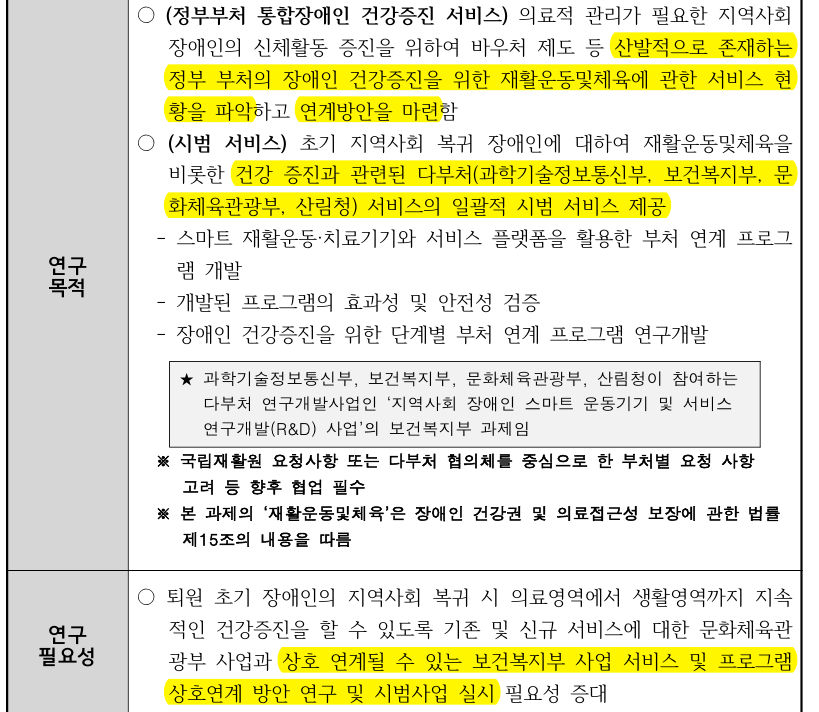 ○ (정부부처 통합장애인 건강증진 서비스) 의료적 관리가 필요한 지역사회
장애인의 신체활동 증진을 위하여 바우처 제도 등 산발적으로 존재하는
정부 부처의 장애인 건강증진을 위한 재활운동및체육에 관한 서비스 현
황을 파악하고 연계방안을 마련함
○ (시범 서비스) 초기 지역사회 복귀 장애인에 대하여 재활운동및체육을
비롯한 건강 증진과 관련된 다부처(과학기술정보통신부, 보건복지부, 문
화체육관광부, 산림청) 서비스의 일괄적 시범 서비스 제공
- 스마트 재활운동·치료기기와 서비스 플랫폼을 활용한 부처 연계 프로그
램 개발
연구
목적
- 개발된 프로그램의 효과성 및 안전성 검증
- 장애인 건강증진을 위한 단계별 부처 연계 프로그램 연구개발
★ 과학기술정보통신부, 보건복지부, 문화체육관광부, 산림청이 참여하는
다부처 연구개발사업인 ‘지역사회 장애인 스마트 운동기기 및 서비스
연구개발(R&D) 사업’의 보건복지부 과제임
※ 국립재활원 요청사항 또는 다부처 협의체를 중심으로 한 부처별 요청 사항
고려 등 향후 협업 필수
※ 본 과제의 ‘재활운동및체육’은 장애인 건강권 및 의료접근성 보장에 관한 법률
제15조의 내용을 따름
연구
필요성
○ 퇴원 초기 장애인의 지역사회 복귀 시 의료영역에서 생활영역까지 지속
적인 건강증진을 할 수 있도록 기존 및 신규 서비스에 대한 문화체육관
광부 사업과 상호 연계될 수 있는 보건복지부 사업 서비스 및 프로그램
상호연계 방안 연구 및 시범사업 실시 필요성 증대